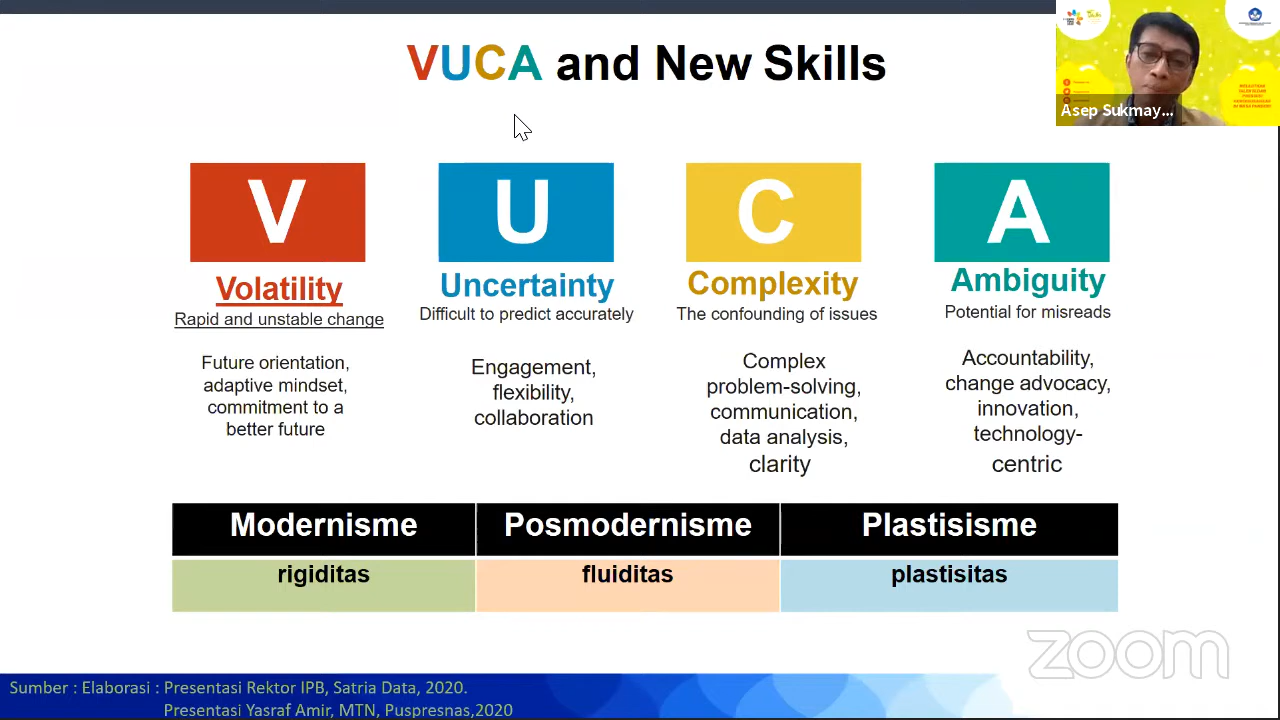 VUCA and New Skills
Asep Sukmay...
V
U
C
A
Volatility
Rapid and unstable change
Future orientation,
adaptive mindset,
commitment to a
better future
Uncertainty
Difficult to predict accurately
Engagement,
flexibility,
collaboration
Complexity
The confounding of issues
Complex
problem-solving,
communication,
data analysis,
clarity
Ambiguity
Potential for misreads
Accountability,
change advocacy,
innovation,
technology-
centric
Modernisme
Posmodernisme
Plastisisme
rigiditas
fluiditas
plastisitas
zoom
Sumber : Elaborasi : Presentasi Rektor IPB, Satria Data, 2020.
Presentasi Yasraf Amir, MTN, Puspresnas,2020